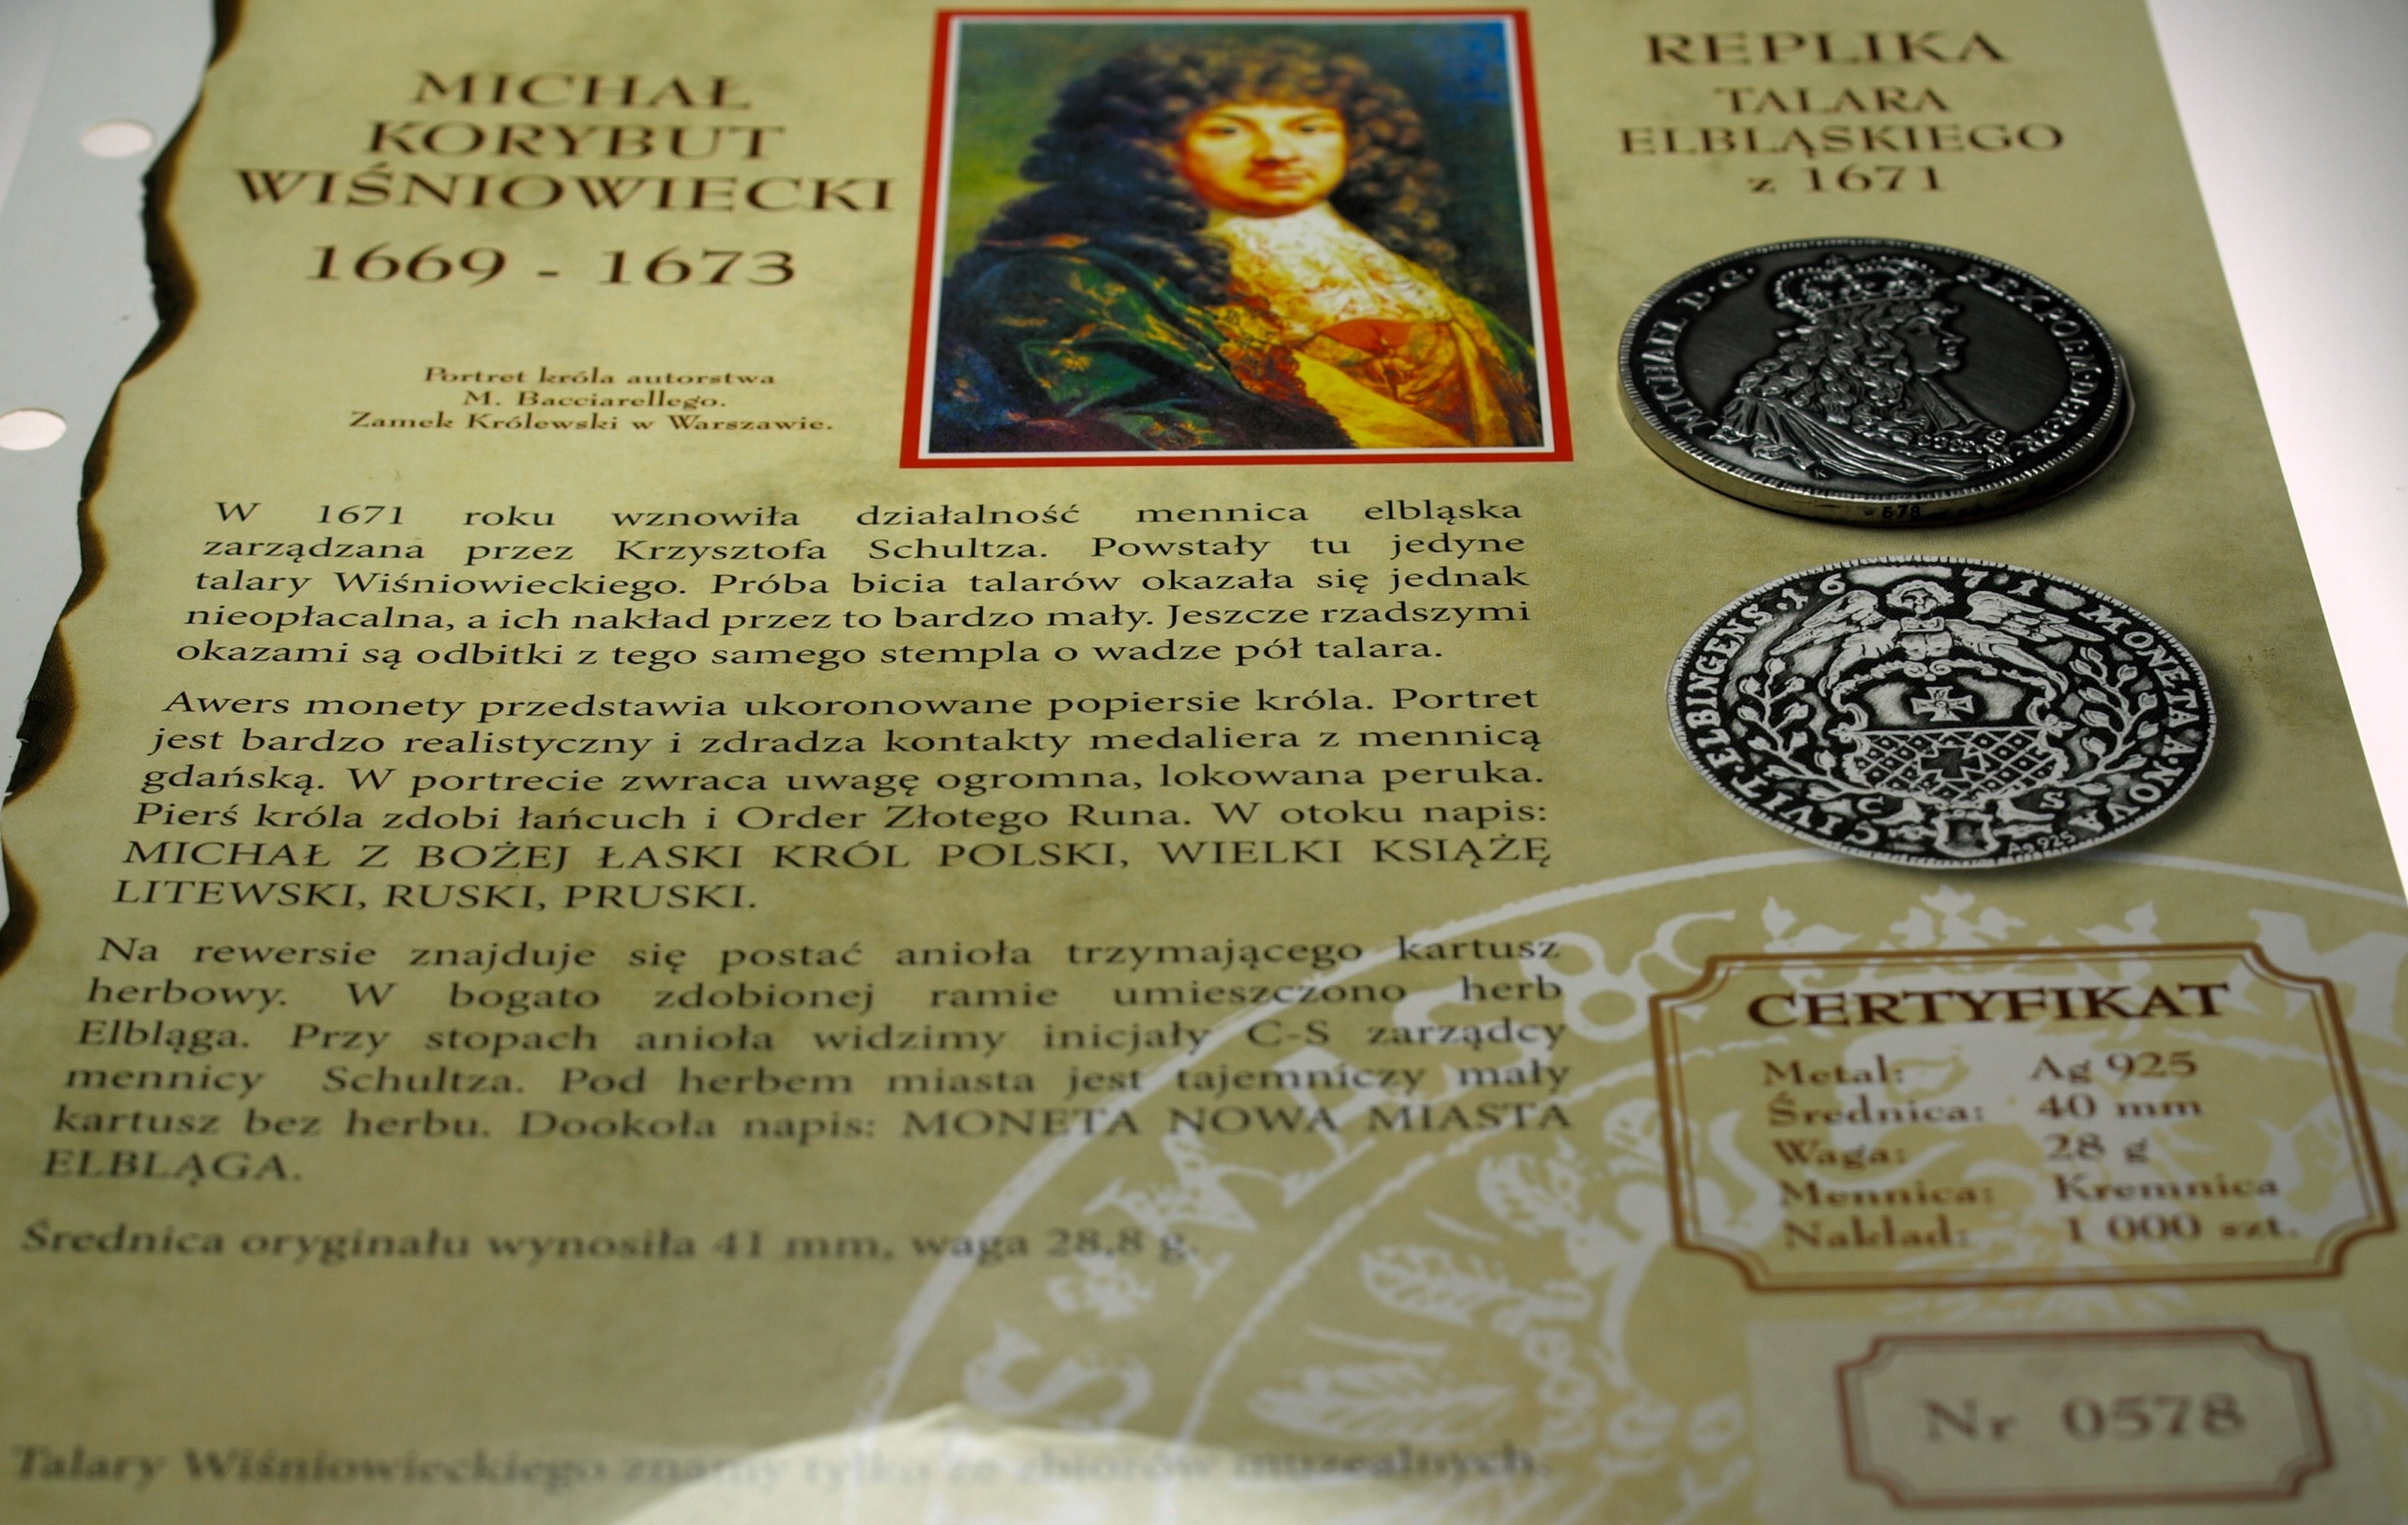 MICHAŁ
KORYBUT
WIŚNIOWIECKI
1669 - 1673
Portret króla autorstwa
M. Bacciarellego.
Zamek Królewski w Warszawie.
REPLIKA
TALARA
ELBLĄSKIEGO
z 1671
MICHAEL D. G. REX POL M. D. L. R. PR
578
CIVIT. ELBINGENS. 1671 MONETA NOVA
C S
Ag 925
W 1671 roku wznowiła działalność mennica elbląska
zarządzana przez Krzysztofa Schultza. Powstały tu jedyne
talary Wiśniowieckiego. Próba bicia talarów okazała się jednak
nieopłacalna, a ich nakład przez to bardzo mały. Jeszcze rzadszymi
okazami są odbitki z tego samego stempla o wadze pół talara.
Awers monety przedstawia ukoronowane popiersie króla. Portret
jest bardzo realistyczny i zdradza kontakty medaliera z mennicą
gdańską. W portrecie zwraca uwagę ogromna, lokowana peruka.
Pierś króla zdobi łańcuch i Order Złotego Runa. W otoku napis:
MICHAŁ Z BOŻEJ ŁASKI KRÓL POLSKI, WIELKI KSIĄŻĘ
LITEWSKI, RUSKI, PRUSKI.
Na rewersie znajduje się postać anioła trzymającego kartusz
herbowy. W bogato zdobionej ramie umieszczono herb
Elbląga. Przy stopach anioła widzimy inicjały C-S zarządcy
mennicy Schultza. Pod herbem miasta jest tajemniczy mały
kartusz bez herbu. Dookoła napis: MONETA NOWA MIASTA
ELBLĄGA.
Średnica oryginału wynosiła 41 mm, waga 28,8 g.
Talary Wiśniowieckiego znamy tylko ze zbiorów muzealnych.
CERTYFIKAT
Metal: Ag 925
Średnica: 40 mm
Waga: 28 g
Mennica: Kremnica
Nakład: 1 000 szt.
Nr 0578